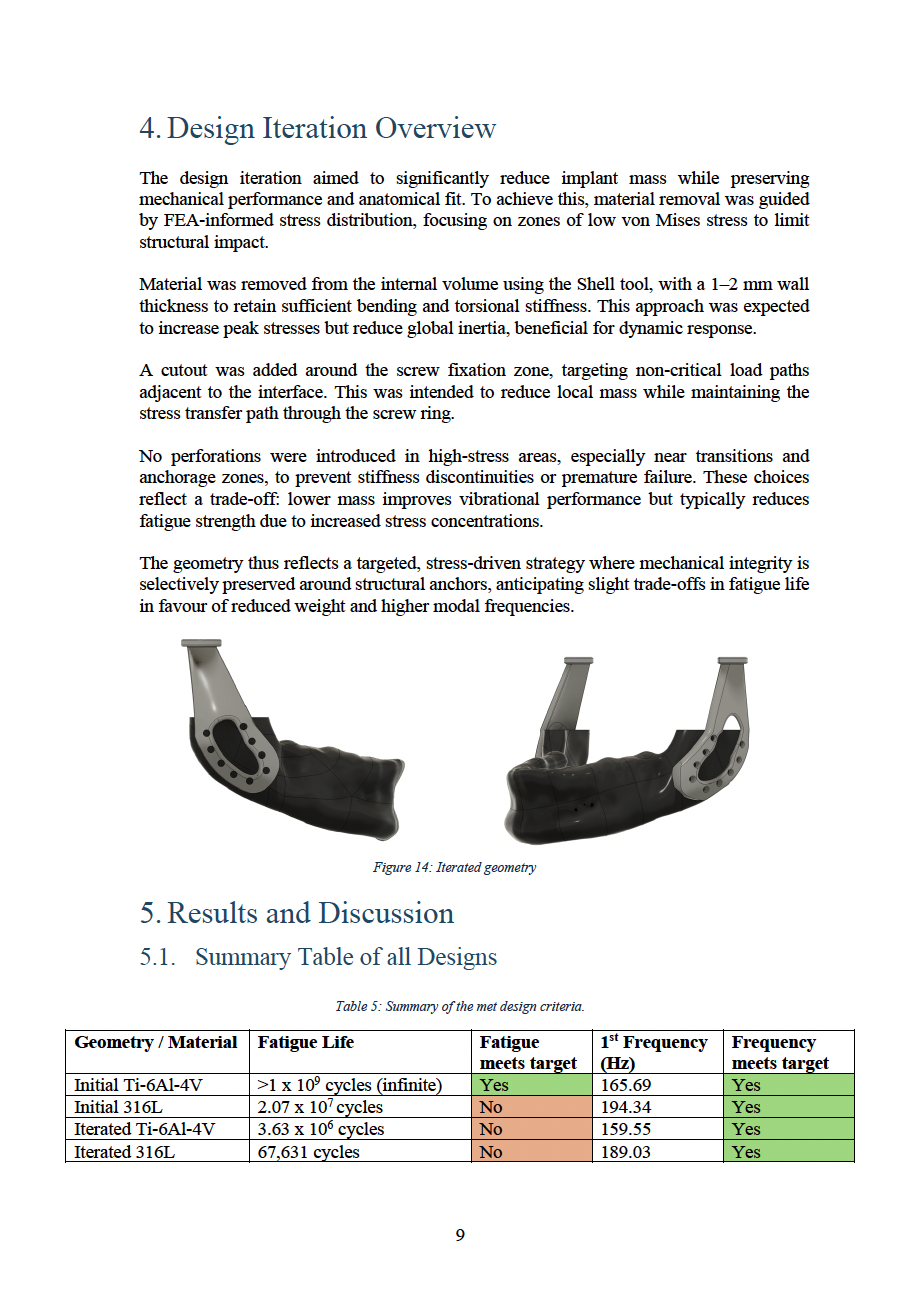 4. Design Iteration Overview
The design iteration aimed to significantly reduce implant mass while preserving
mechanical performance and anatomical fit. To achieve this, material removal was guided
by FEA-informed stress distribution, focusing on zones of low von Mises stress to limit
structural impact.
Material was removed from the internal volume using the Shell tool, with a 1–2 mm wall
thickness to retain sufficient bending and torsional stiffness. This approach was expected
to increase peak stresses but reduce global inertia, beneficial for dynamic response.
A cutout was added around the screw fixation zone, targeting non-critical load paths
adjacent to the interface. This was intended to reduce local mass while maintaining the
stress transfer path through the screw ring.
No perforations were introduced in high-stress areas, especially near transitions and
anchorage zones, to prevent stiffness discontinuities or premature failure. These choices
reflect a trade-off: lower mass improves vibrational performance but typically reduces
fatigue strength due to increased stress concentrations.
The geometry thus reflects a targeted, stress-driven strategy where mechanical integrity is
selectively preserved around structural anchors, anticipating slight trade-offs in fatigue life
in favour of reduced weight and higher modal frequencies.
Figure 14: Iterated geometry
5. Results and Discussion
5.1. Summary Table of all Designs
Table 5: Summary of the met design criteria.
Geometry / Material Fatigue Life Fatigue meets target 1st Frequency (Hz) Frequency meets target
Initial Ti-6Al-4V >1 x 10⁹ cycles (infinite) Yes 165.69 Yes
Initial 316L 2.07 x 10⁷ cycles No 194.34 Yes
Iterated Ti-6Al-4V 3.63 x 10⁶ cycles No 159.55 Yes
Iterated 316L 67,631 cycles No 189.03 Yes
9